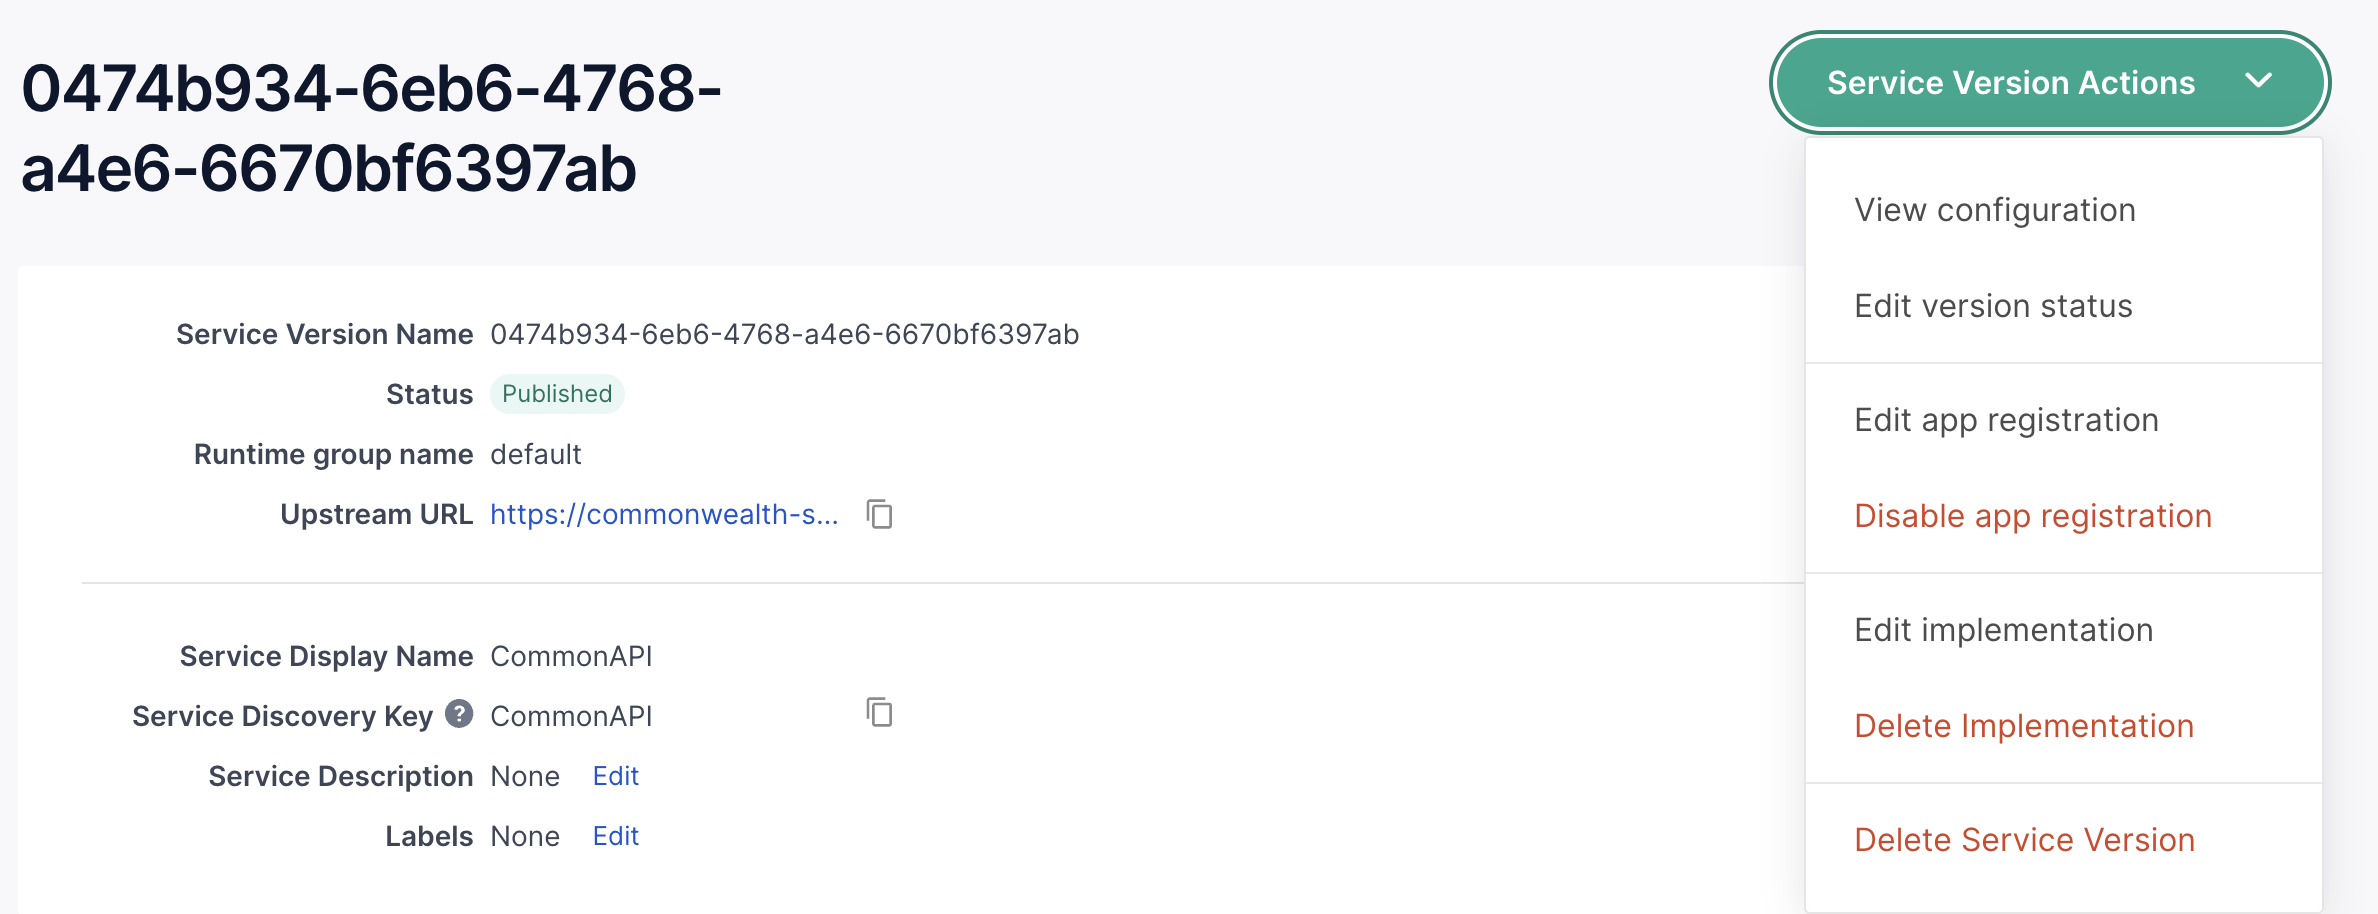 0474b934-6eb6-4768-
a4e6-6670bf6397ab
Service Version Actions
View configuration
Edit version status
Edit app registration
Disable app registration
Edit implementation
Delete Implementation
Delete Service Version
Service Version Name 0474b934-6eb6-4768-a4e6-6670bf6397ab
Status Published
Runtime group name default
Upstream URL https://commonwealth-s...
Service Display Name CommonAPI
Service Discovery Key ? CommonAPI
Service Description None Edit
Labels None Edit